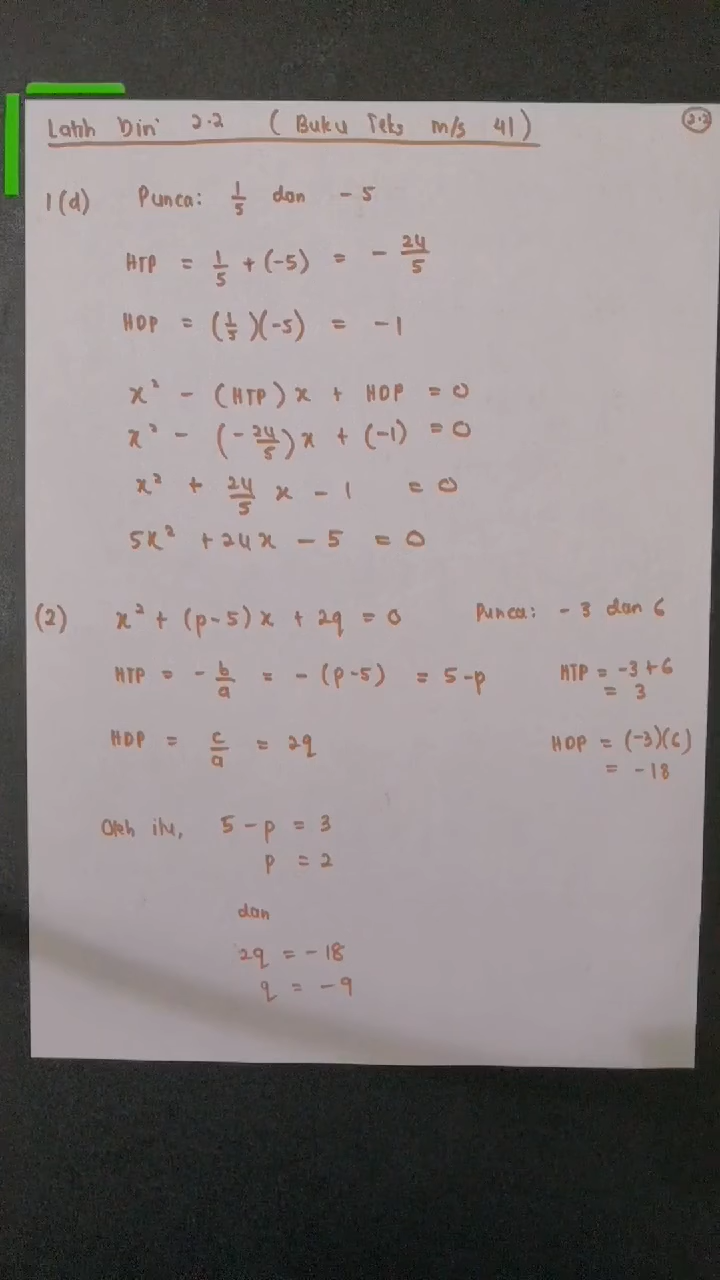 Latih Diri 2.2 ( Buku Teks m/s 41 )
2.2
1(d) Punca: 1/5 dan -5
HTP = 1/5 + (-5) = - 24/5
HDP = (1/5)(-5) = -1
x² - (HTP)x + HDP = 0
x² - (-24/5)x + (-1) = 0
x² + 24/5 x - 1 = 0
5x² + 24x - 5 = 0
(2) x² + (p-5)x + 2q = 0 Punca: -3 dan 6
HTP = - b/a = - (p-5) = 5-p HTP = -3+6
= 3
HDP = c/a = 2q HDP = (-3)(6)
= -18
Oleh itu, 5-p = 3
p = 2
dan
2q = -18
q = -9